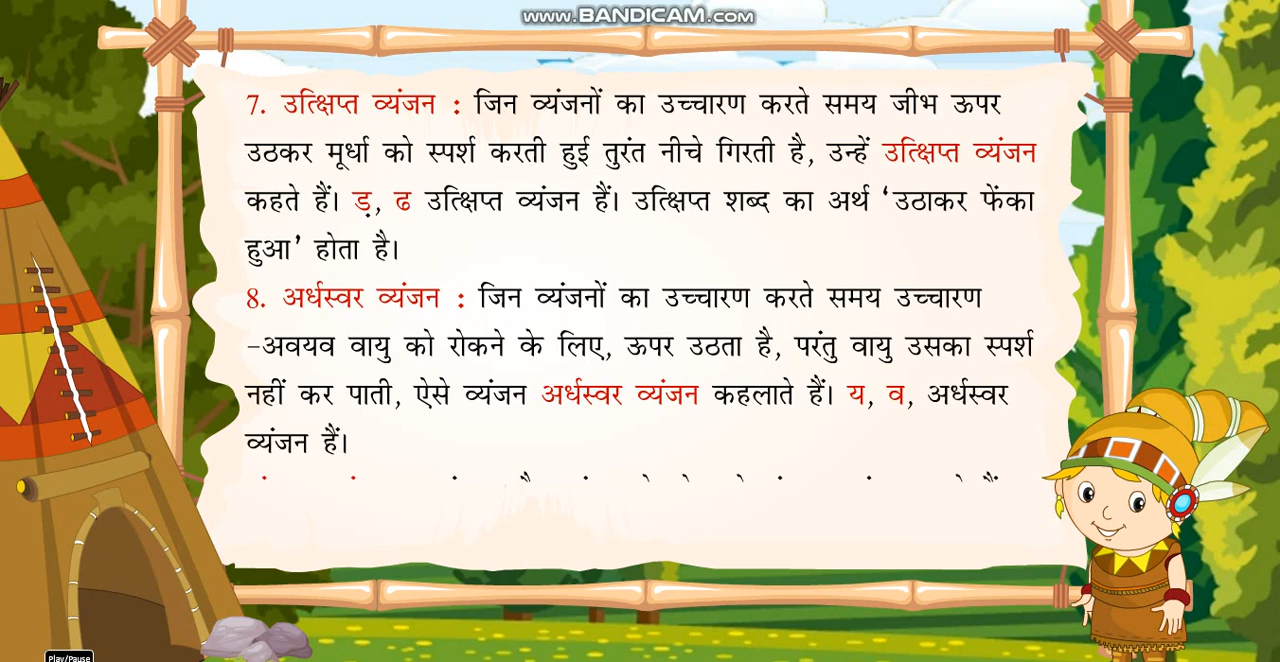 www.BANDICAM.com
7. उत्क्षिप्त व्यंजन : जिन व्यंजनों का उच्चारण करते समय जीभ ऊपर
उठकर मूर्धा को स्पर्श करती हुई तुरंत नीचे गिरती है, उन्हें उत्क्षिप्त व्यंजन
कहते हैं। ड़, ढ उत्क्षिप्त व्यंजन हैं। उत्क्षिप्त शब्द का अर्थ ‘उठाकर फेंका
हुआ’ होता है।
8. अर्धस्वर व्यंजन : जिन व्यंजनों का उच्चारण करते समय उच्चारण
-अवयव वायु को रोकने के लिए, ऊपर उठता है, परंतु वायु उसका स्पर्श
नहीं कर पाती, ऐसे व्यंजन अर्धस्वर व्यंजन कहलाते हैं। य, व, अर्धस्वर
व्यंजन हैं।
Play/Pause